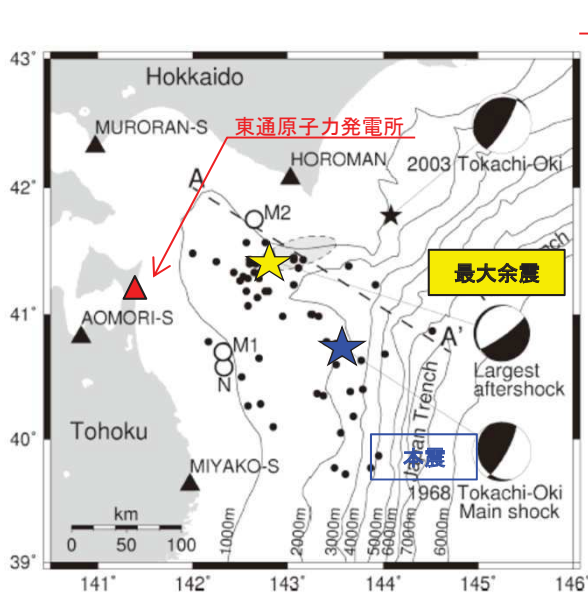 43°
Hokkaido
東通原子力発電所
MURORAN-S
HOROMAN
2003 Tokachi-Oki
42°
A
M2
最大余震
41°
AOMORI-S
A'
M1
N
Largest
aftershock
Japan Trench
Tohoku
40°
本震
MIYAKO-S
1968 Tokachi-Oki
Main shock
km
0 50 100
1000m
2000m
3000m
4000m
5000m
6000m
7000m
6000m
39°
141° 142° 143° 144° 145° 146°